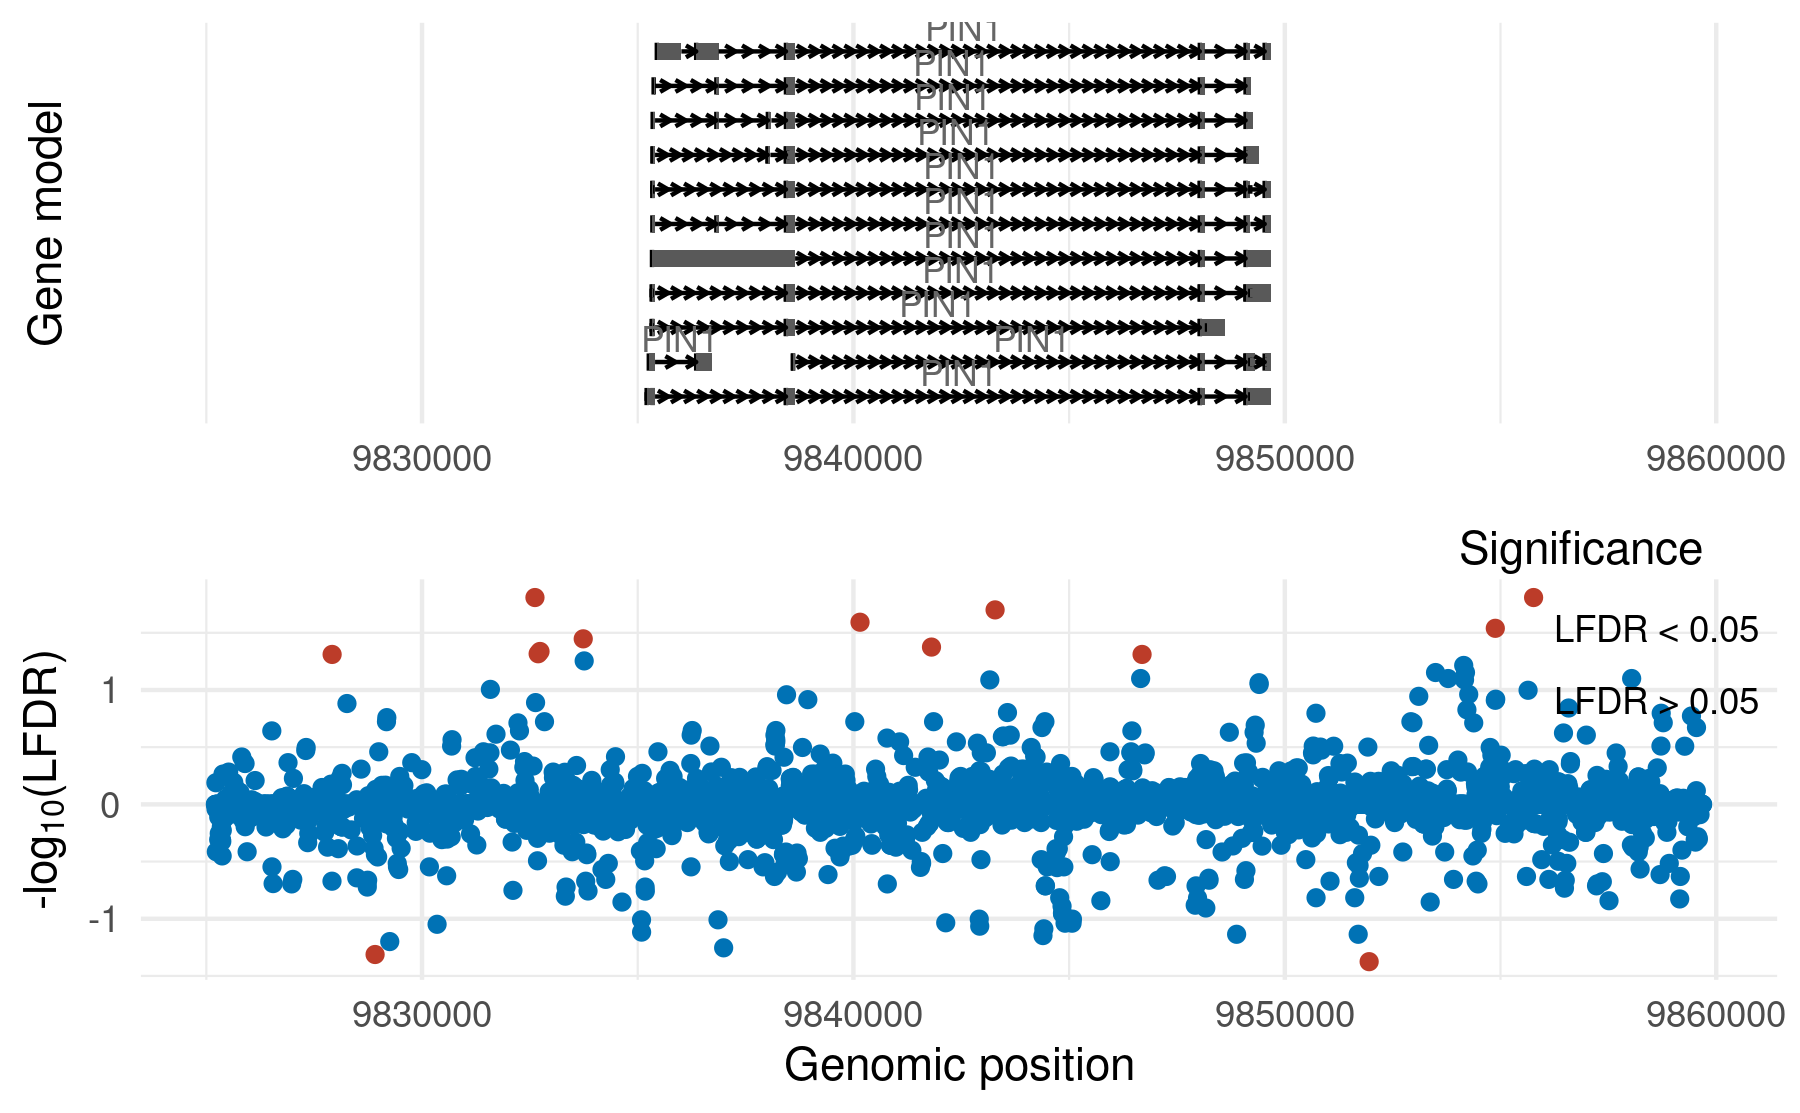 Gene model
PIN1
PIN1
PIN1
PIN1
PIN1
PIN1
PIN1
PIN1
PIN1
PIN1 PIN1
PIN1
9830000 9840000 9850000 9860000
Significance
LFDR < 0.05
LFDR > 0.05
-log10(LFDR)
1
0
-1
9830000 9840000 9850000 9860000
Genomic position